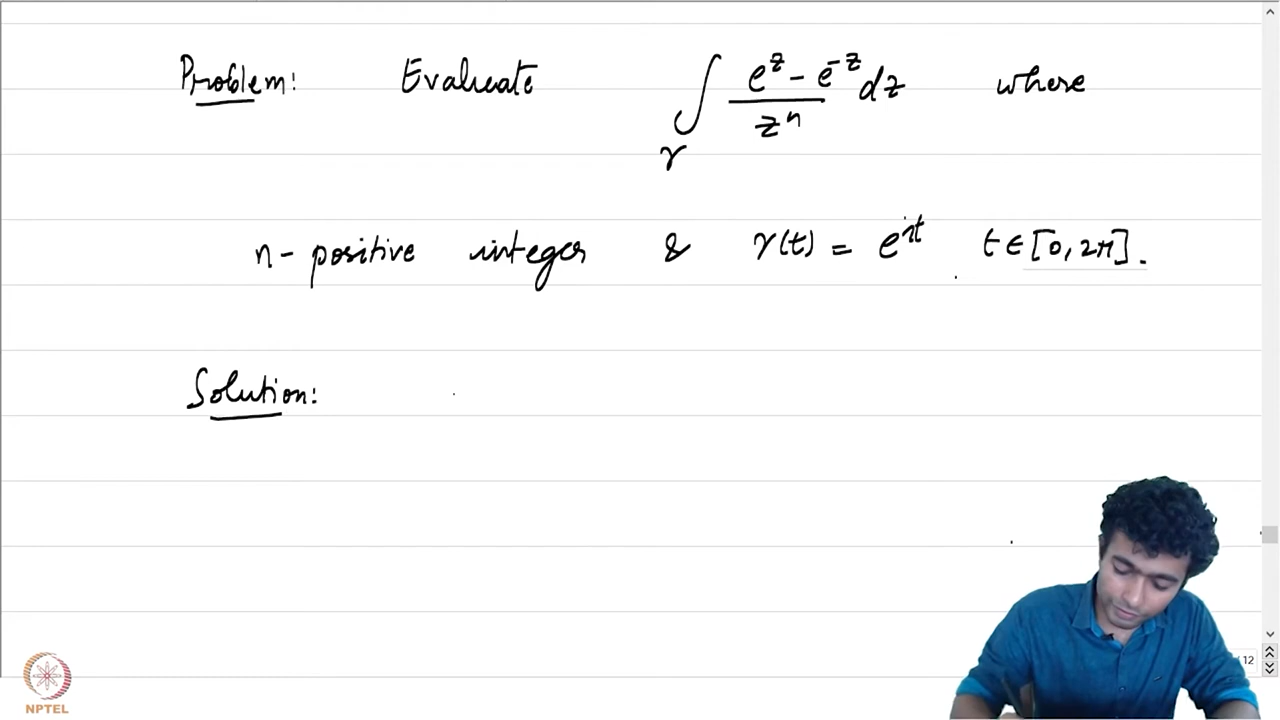 Problem: Evaluate ∫_γ (e^z - e^{-z})/z^n dz where
n- positive integer & γ(t) = e^{it} t ∈ [0, 2π].
Solution:
12
NPTEL